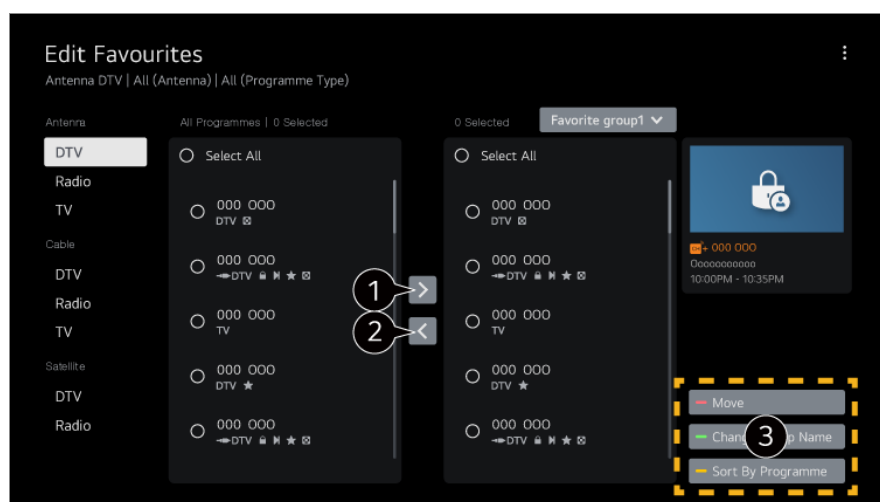 Edit Favourites
Antenna DTV | All (Antenna) | All (Programme Type)
Antenna
DTV
Radio
TV
Cable
DTV
Radio
TV
Satellite
DTV
Radio
All Programmes | 0 Selected
Select All
000 000
DTV
000 000
DTV
000 000
TV
000 000
DTV
000 000
DTV
1
2
0 Selected
Favorite group1
Select All
000 000
DTV
000 000
DTV
000 000
TV
000 000
DTV
000 000
DTV
CH+ 000 000
Ooooooooooo
10:00PM - 10:35PM
Move
3
Sort By Programme